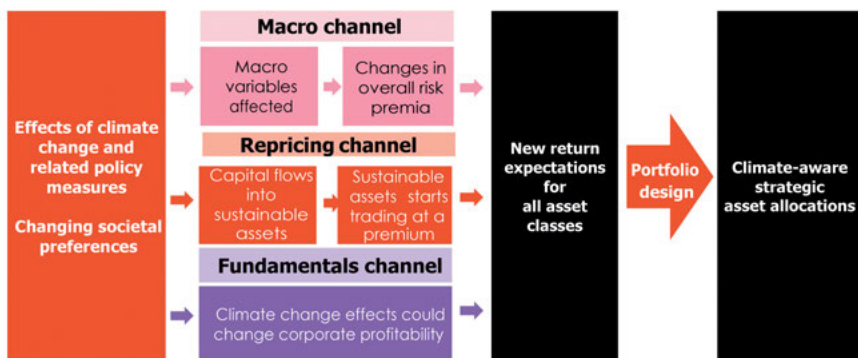 Effects of climate
change and
related policy
measures
Changing societal
preferences
Macro channel
Macro
variables
affected
Changes in
overall risk
premia
Repricing channel
Capital flows
into
sustainable
assets
Sustainable
assets starts
trading at a
premium
Fundamentals channel
Climate change effects could
change corporate profitability
New return
expectations
for
all asset
classes
Portfolio
design
Climate-aware
strategic
asset allocations